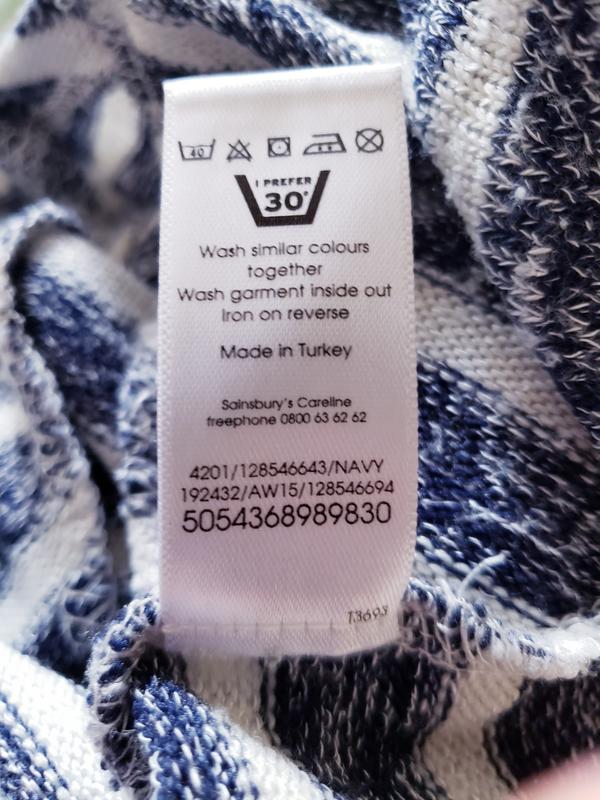 40
I PREFER
30°
Wash similar colours
together
Wash garment inside out
Iron on reverse
Made in Turkey
Sainsbury's Careline
freephone 0800 63 62 62
4201/128546643/NAVY
192432/AW15/128546694
5054368989830
T3693